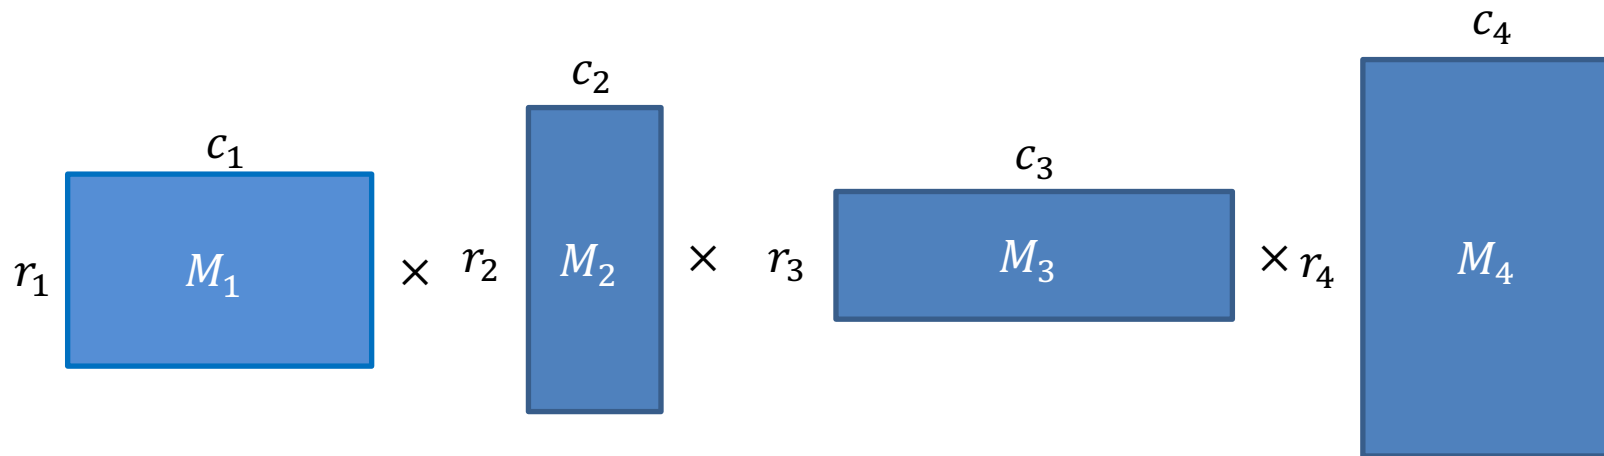 c₁
c₂
c₃
c₄
r₁ M₁ × r₂ M₂ × r₃ M₃ × r₄ M₄